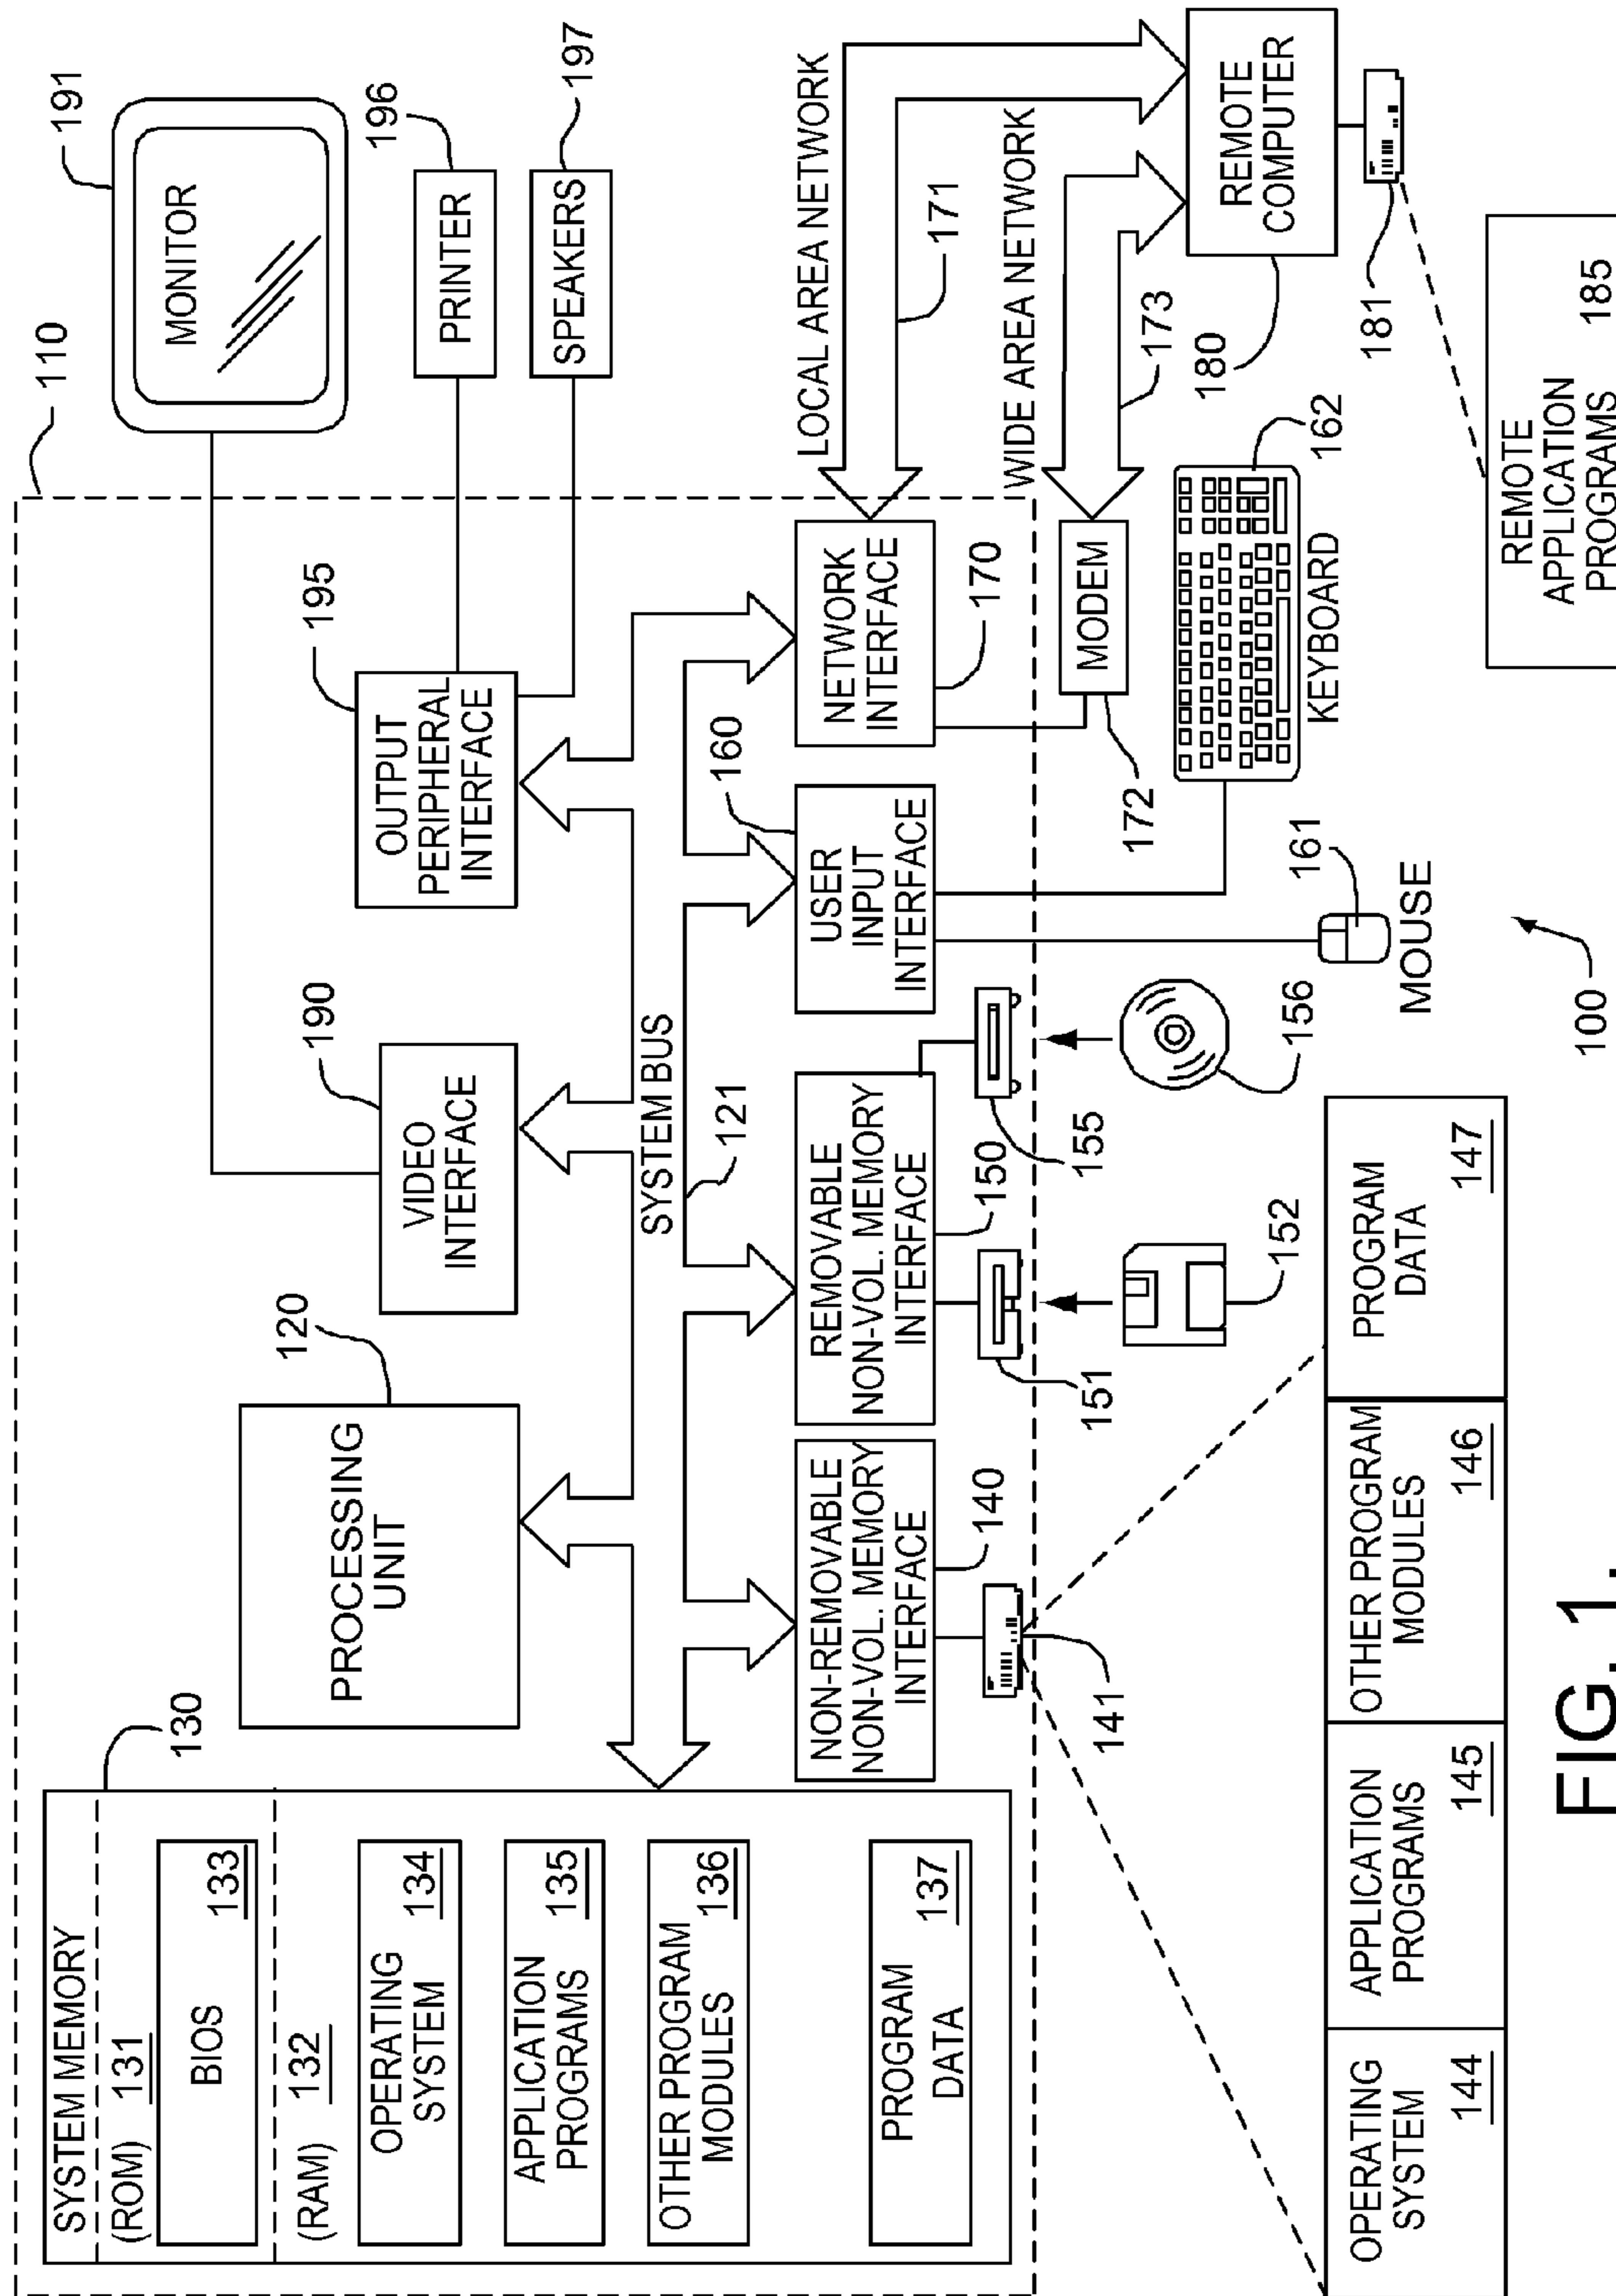 110
SYSTEM MEMORY
(ROM) 131
BIOS
133
(RAM) 132
OPERATING
SYSTEM
134
APPLICATION
PROGRAMS
135
OTHER PROGRAM
MODULES
136
PROGRAM
DATA
137
130
PROCESSING
UNIT
120
VIDEO
INTERFACE
190
OUTPUT
PERIPHERAL
INTERFACE
195
MONITOR
191
PRINTER
196
SPEAKERS
197
SYSTEM BUS
121
NON-REMOVABLE
NON-VOL. MEMORY
INTERFACE
140
REMOVABLE
NON-VOL. MEMORY
INTERFACE
150
USER
INPUT
INTERFACE
160
NETWORK
INTERFACE
170
LOCAL AREA NETWORK
171
WIDE AREA NETWORK
173
141
151
155
152
156
MODEM
172
KEYBOARD
162
MOUSE
161
REMOTE
COMPUTER
180
181
REMOTE
APPLICATION
PROGRAMS
185
OPERATING
SYSTEM
144
APPLICATION
PROGRAMS
145
OTHER PROGRAM
MODULES
146
PROGRAM
DATA
147
100
FIG. 1.